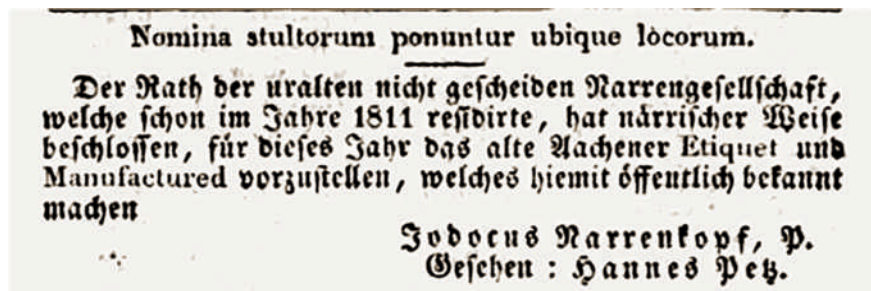 Nomina stultorum ponuntur ubique locorum.
Der Rath der uralten nicht gescheiden Narrengesellschaft,
welche schon im Jahre 1811 residirte, hat närrischer Weise
beschlossen, für dieses Jahr das alte Aachener Etiquet und
Manufactured vorzustellen, welches hiemit öffentlich bekannt
machen
Jodocus Narrenkopf, P.
Gesehen : Hannes Petz.